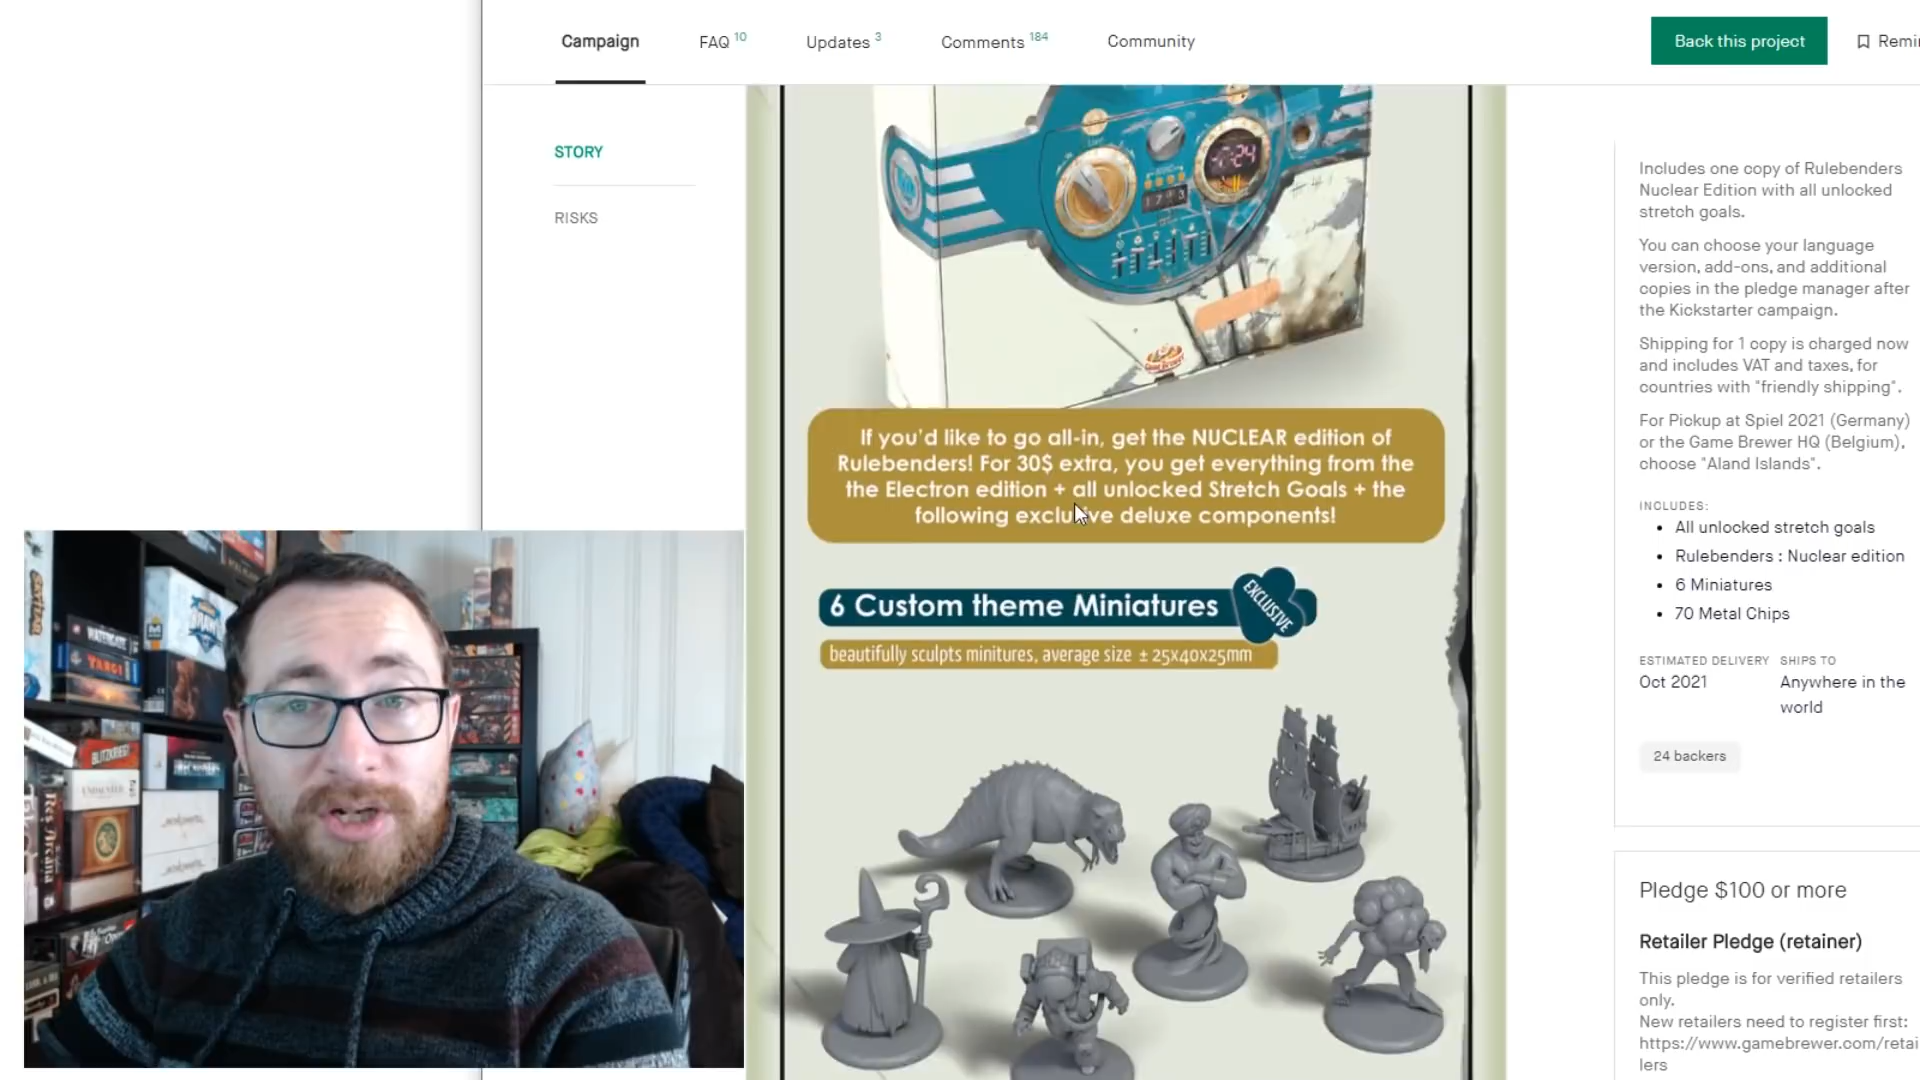 Campaign
FAQ 10
Updates 3
Comments 184
Community
Back this project
Remi
STORY
RISKS
If you'd like to go all-in, get the NUCLEAR edition of
Rulebenders! For 30$ extra, you get everything from the
the Electron edition + all unlocked Stretch Goals + the
following exclusive deluxe components!
6 Custom theme Miniatures
EXCLUSIVE
beautifully sculpts minitures, average size ± 25x40x25mm
Includes one copy of Rulebenders
Nuclear Edition with all unlocked
stretch goals.
You can choose your language
version, add-ons, and additional
copies in the pledge manager after
the Kickstarter campaign.
Shipping for 1 copy is charged now
and includes VAT and taxes, for
countries with "friendly shipping".
For Pickup at Spiel 2021 (Germany)
or the Game Brewer HQ (Belgium),
choose "Aland Islands".
INCLUDES:
• All unlocked stretch goals
• Rulebenders : Nuclear edition
• 6 Miniatures
• 70 Metal Chips
ESTIMATED DELIVERY
Oct 2021
SHIPS TO
Anywhere in the
world
24 backers
Pledge $100 or more
Retailer Pledge (retainer)
This pledge is for verified retailers
only.
New retailers need to register first:
https://www.gamebrewer.com/retai
lers
WATERGATE
BLITZKRIEG!
UNDAUNTED
Res Arcana